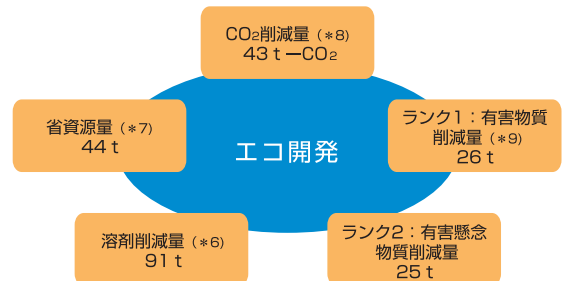 CO₂削減量（＊8）
43ｔ－CO₂
省資源量（＊7）
44ｔ
ランク1：有害物質
削減量（＊9）
26ｔ
エコ開発
溶剤削減量（＊6）
91ｔ
ランク2：有害懸念
物質削減量
25ｔ